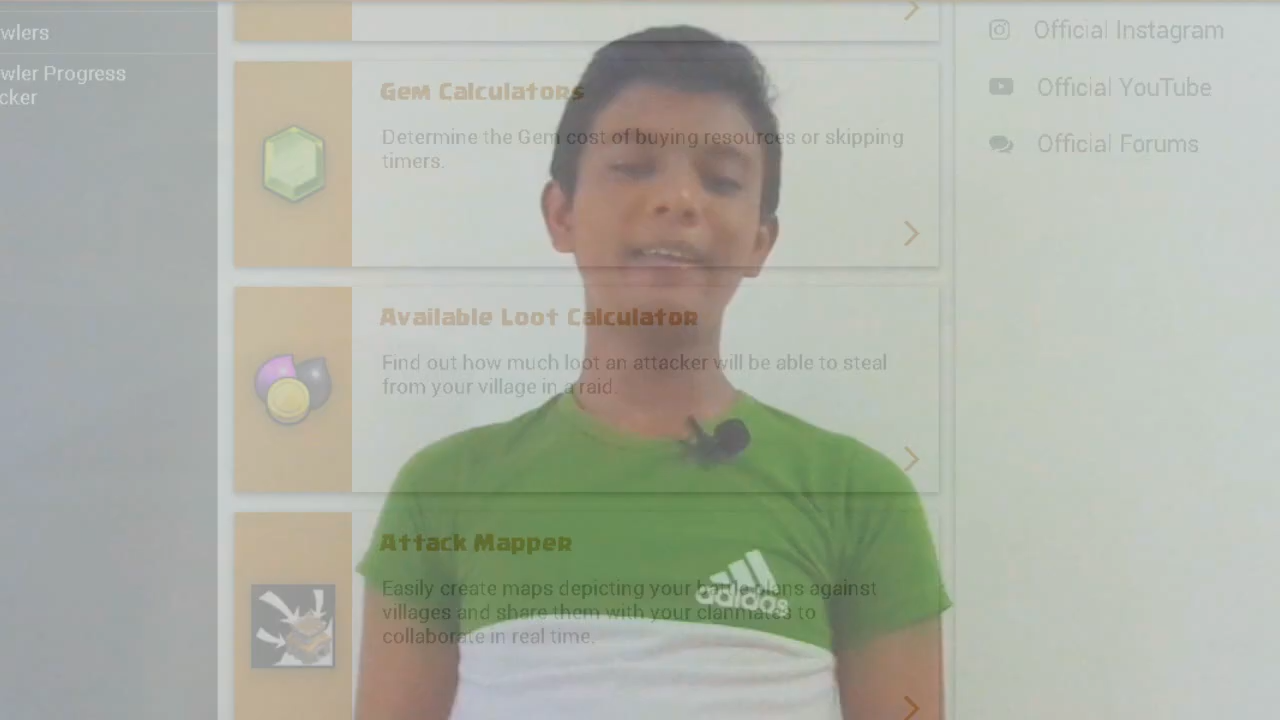 wlers
wler Progress
cker
Gem Calculators
Determine the Gem cost of buying resources or skipping
timers.
Available Loot Calculator
Find out how much loot an attacker will be able to steal
from your village in a raid.
Attack Mapper
Easily create maps depicting your battle plans against
villages and share them with your clanmates to
collaborate in real time.
adidas
Official Instagram
Official YouTube
Official Forums